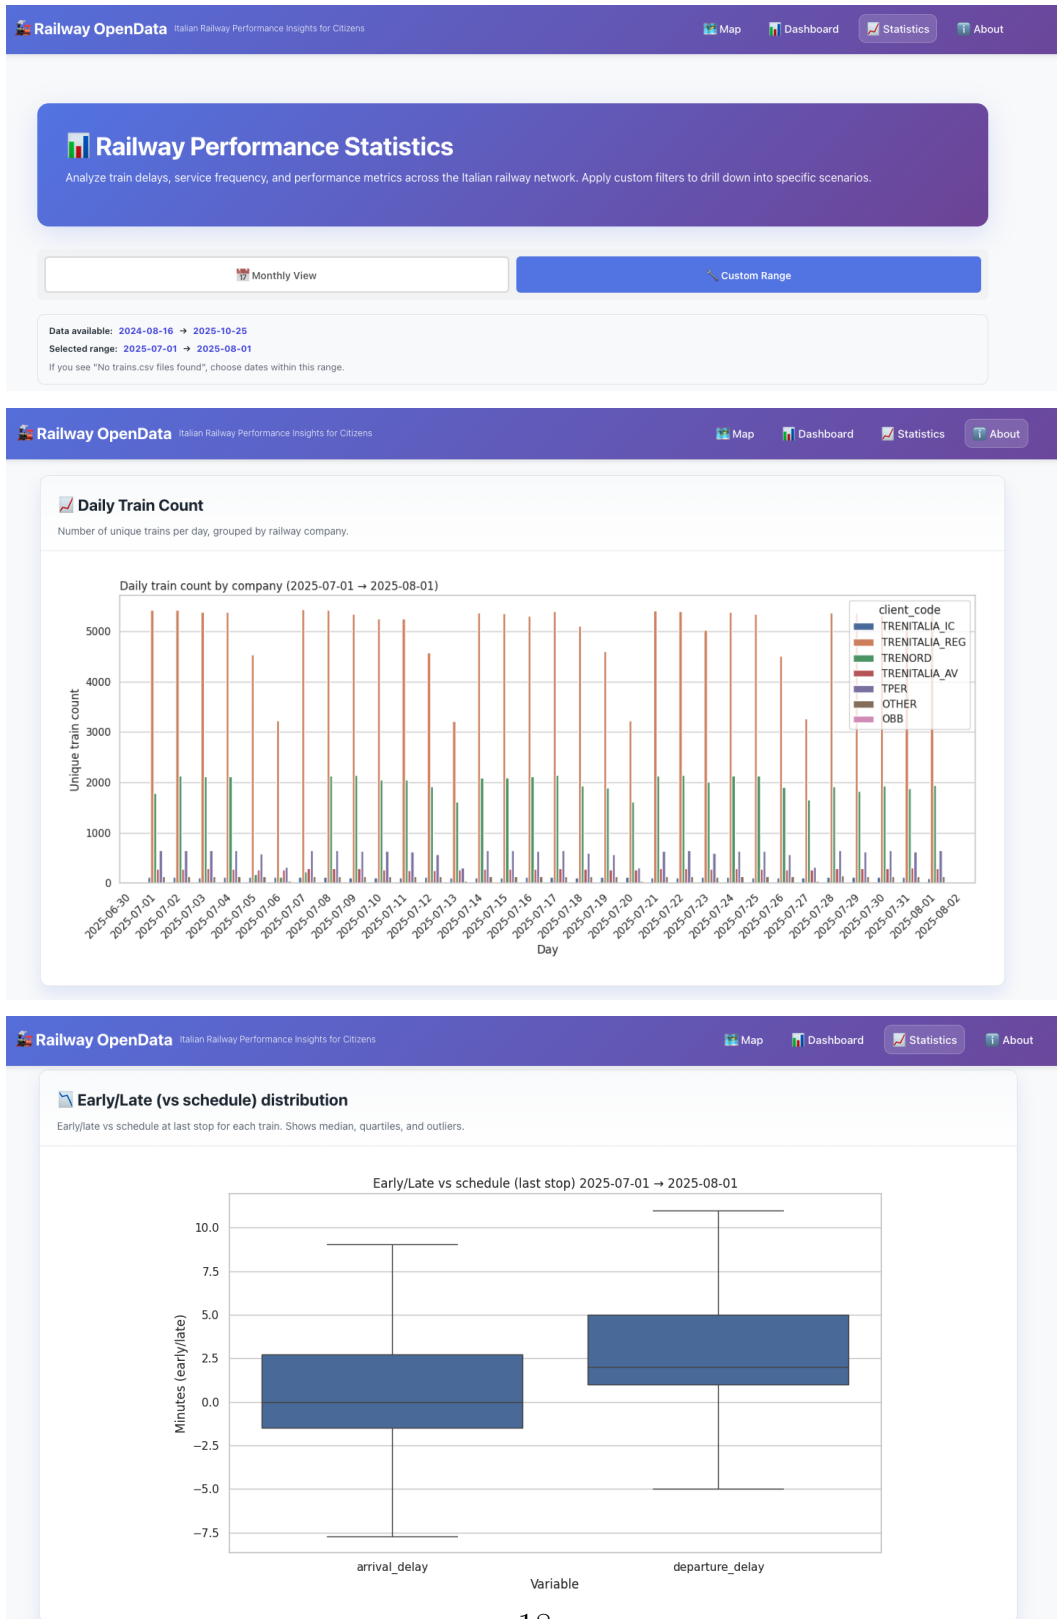 Railway OpenData Italian Railway Performance Insights for Citizens Map Dashboard Statistics About
Railway Performance Statistics
Analyze train delays, service frequency, and performance metrics across the Italian railway network. Apply custom filters to drill down into specific scenarios.
Monthly View Custom Range
Data available: 2024-08-16 → 2025-10-25
Selected range: 2025-07-01 → 2025-08-01
If you see "No trains.csv files found", choose dates within this range.
Railway OpenData Italian Railway Performance Insights for Citizens Map Dashboard Statistics About
Daily Train Count
Number of unique trains per day, grouped by railway company.
Daily train count by company (2025-07-01 → 2025-08-01)
client_code
TRENITALIA_IC
TRENITALIA_REG
TRENORD
TRENITALIA_AV
TPER
OTHER
OBB
Unique train count
5000
4000
3000
2000
1000
0
2025-06-30
2025-07-01
2025-07-02
2025-07-03
2025-07-04
2025-07-05
2025-07-06
2025-07-07
2025-07-08
2025-07-09
2025-07-10
2025-07-11
2025-07-12
2025-07-13
2025-07-14
2025-07-15
2025-07-16
2025-07-17
2025-07-18
2025-07-19
2025-07-20
2025-07-21
2025-07-22
2025-07-23
2025-07-24
2025-07-25
2025-07-26
2025-07-27
2025-07-28
2025-07-29
2025-07-30
2025-07-31
2025-08-01
2025-08-02
Day
Railway OpenData Italian Railway Performance Insights for Citizens Map Dashboard Statistics About
Early/Late (vs schedule) distribution
Early/late vs schedule at last stop for each train. Shows median, quartiles, and outliers.
Early/Late vs schedule (last stop) 2025-07-01 → 2025-08-01
Minutes (early/late)
10.0
7.5
5.0
2.5
0.0
−2.5
−5.0
−7.5
arrival_delay departure_delay
Variable